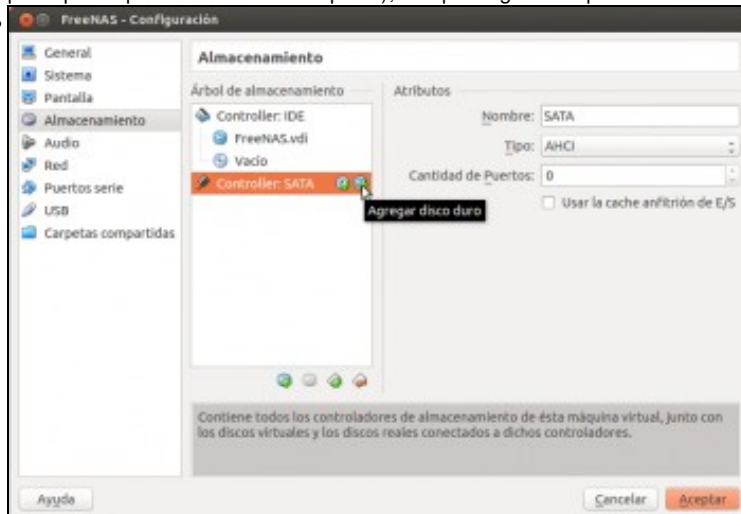 FreeNAS - Configuración
General
Sistema
Pantalla
Almacenamiento
Audio
Red
Puertos serie
USB
Carpetas compartidas
Almacenamiento
Árbol de almacenamiento
Controller: IDE
FreeNAS.vdi
Vacío
Controller: SATA
Agregar disco duro
Atributos
Nombre: SATA
Tipo: AHCI
Cantidad de Puertos: 0
Usar la cache anfitrión de E/S
Contiene todos los controladores de almacenamiento de ésta máquina virtual, junto con
los discos virtuales y los discos reales conectados a dichos controladores.
Ayuda
Cancelar
Aceptar